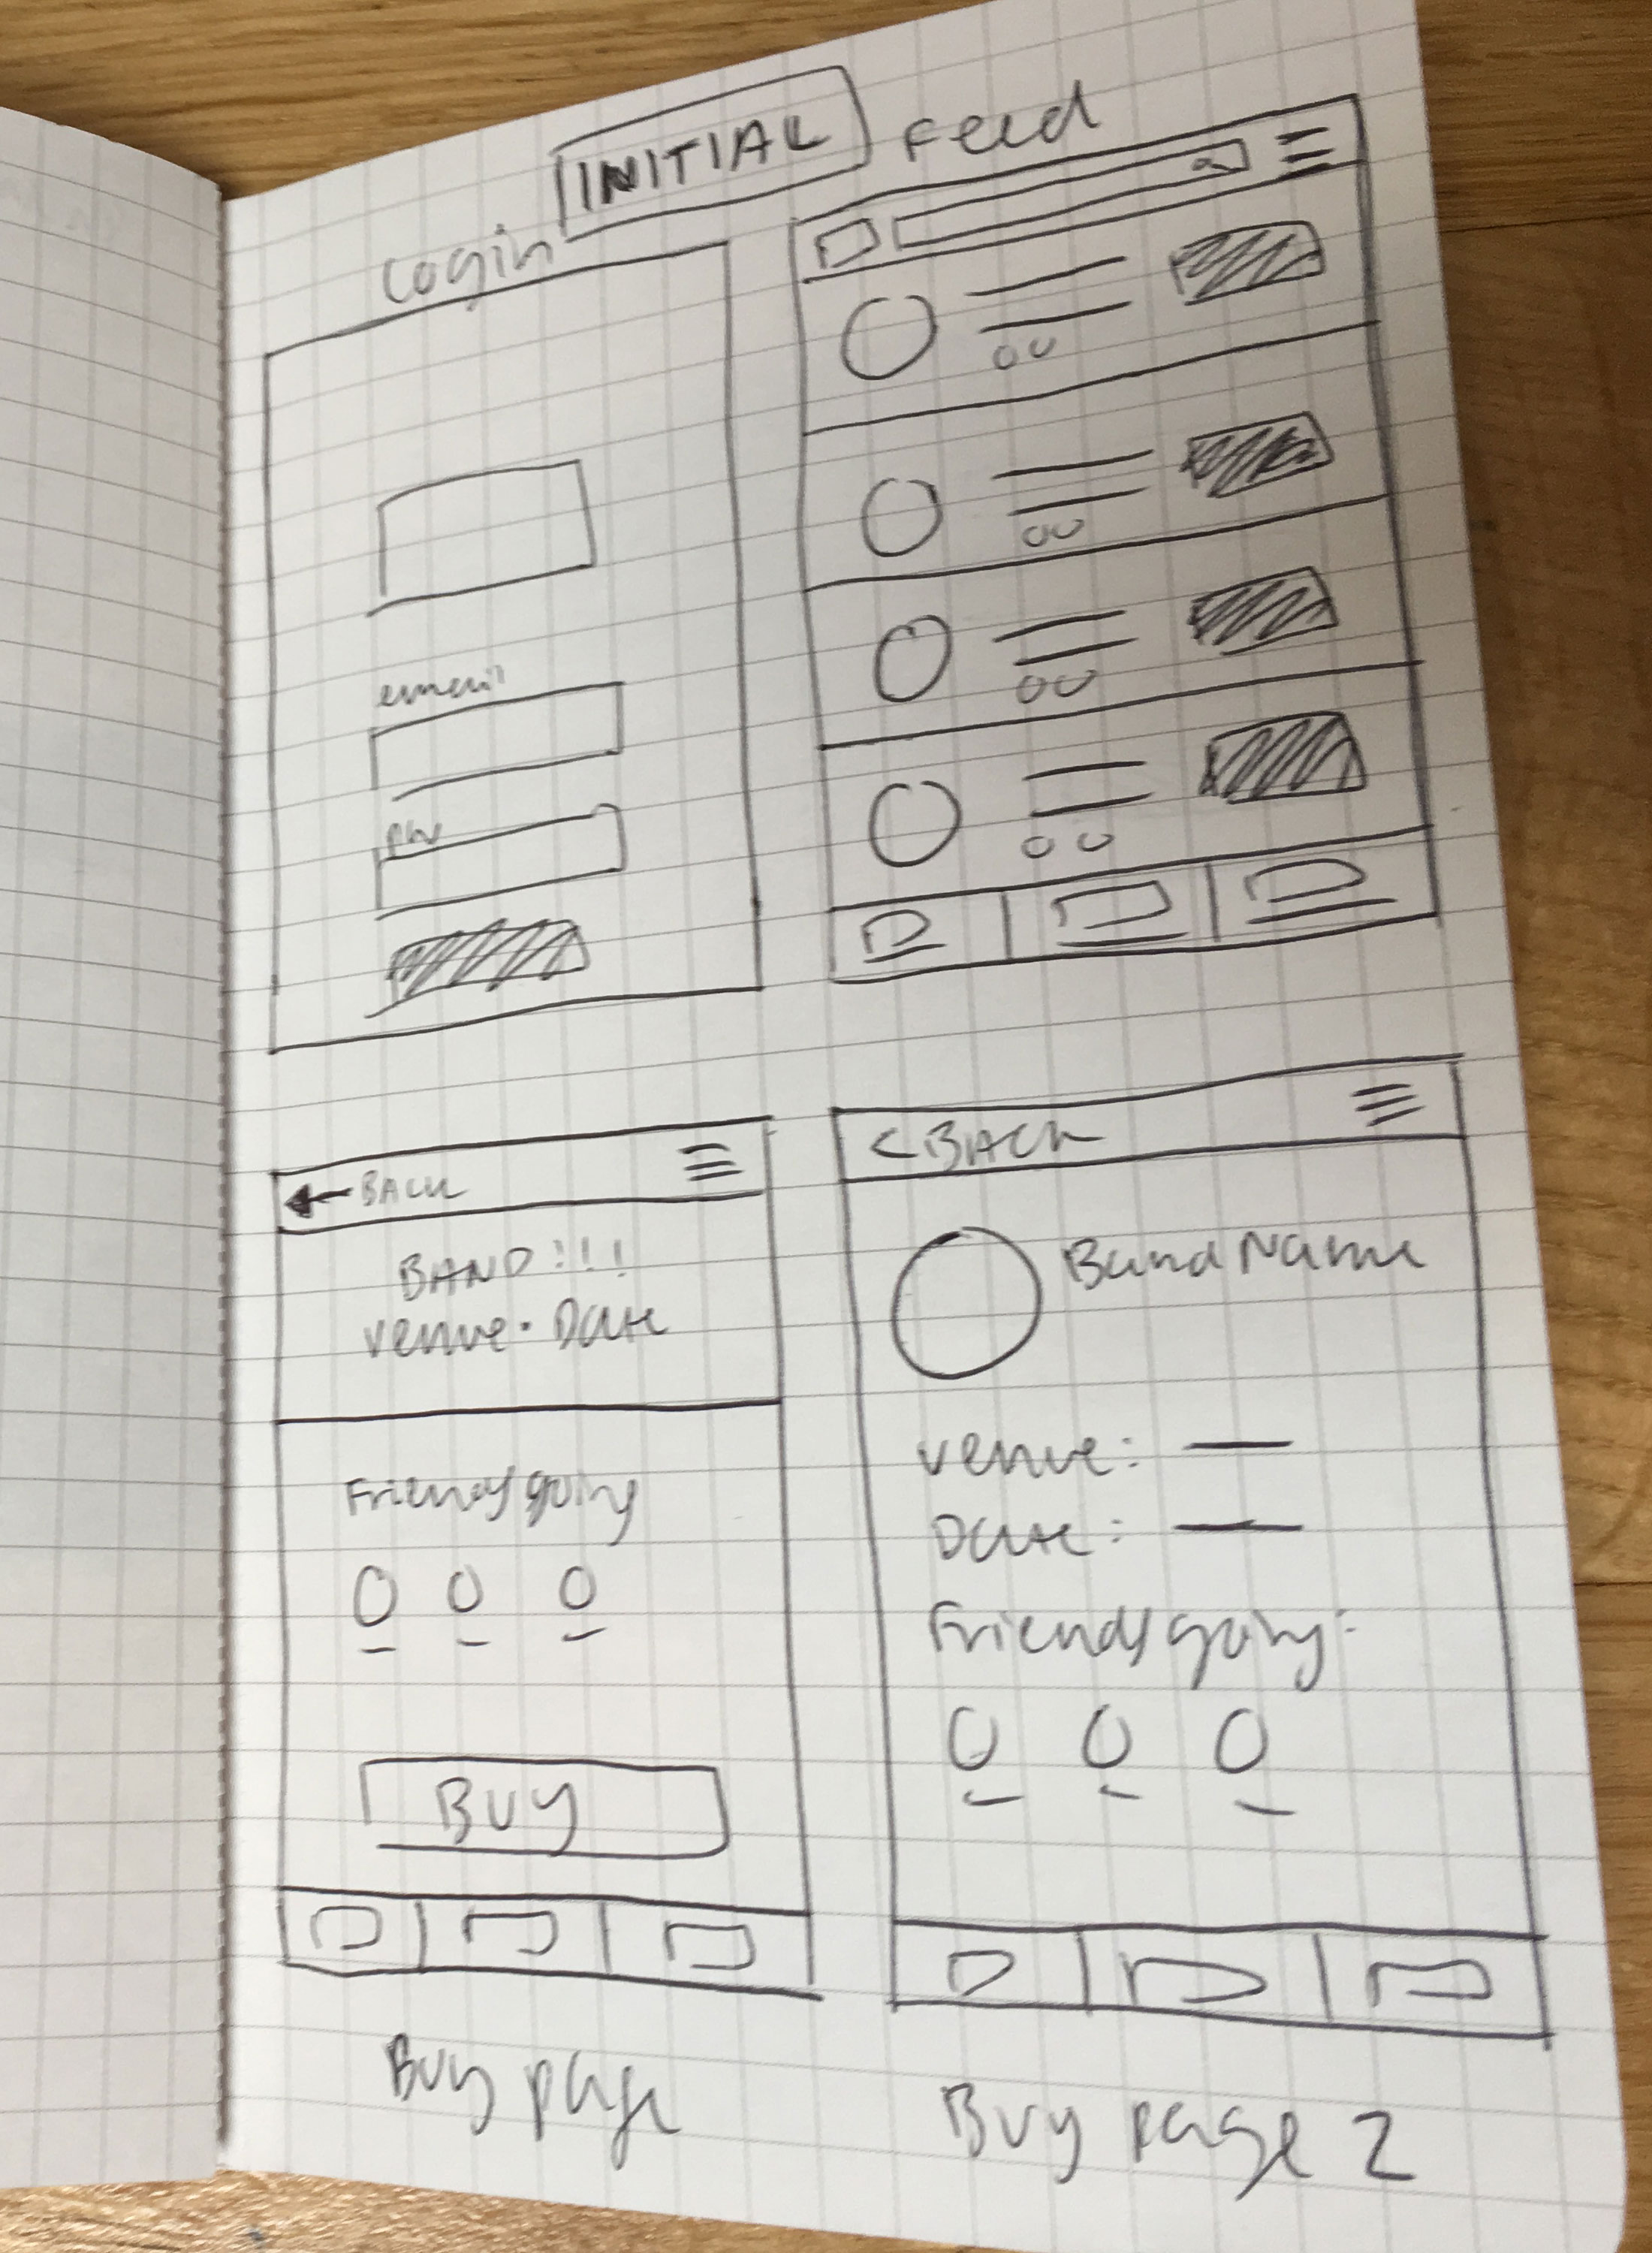 INITIAL
Login
Feed
email
pw
← BACK
BAND!!!
venue · Date
Friends going
BUY
Buy page
< BACK
Band Name
venue:
Date:
Friends going:
Buy page 2